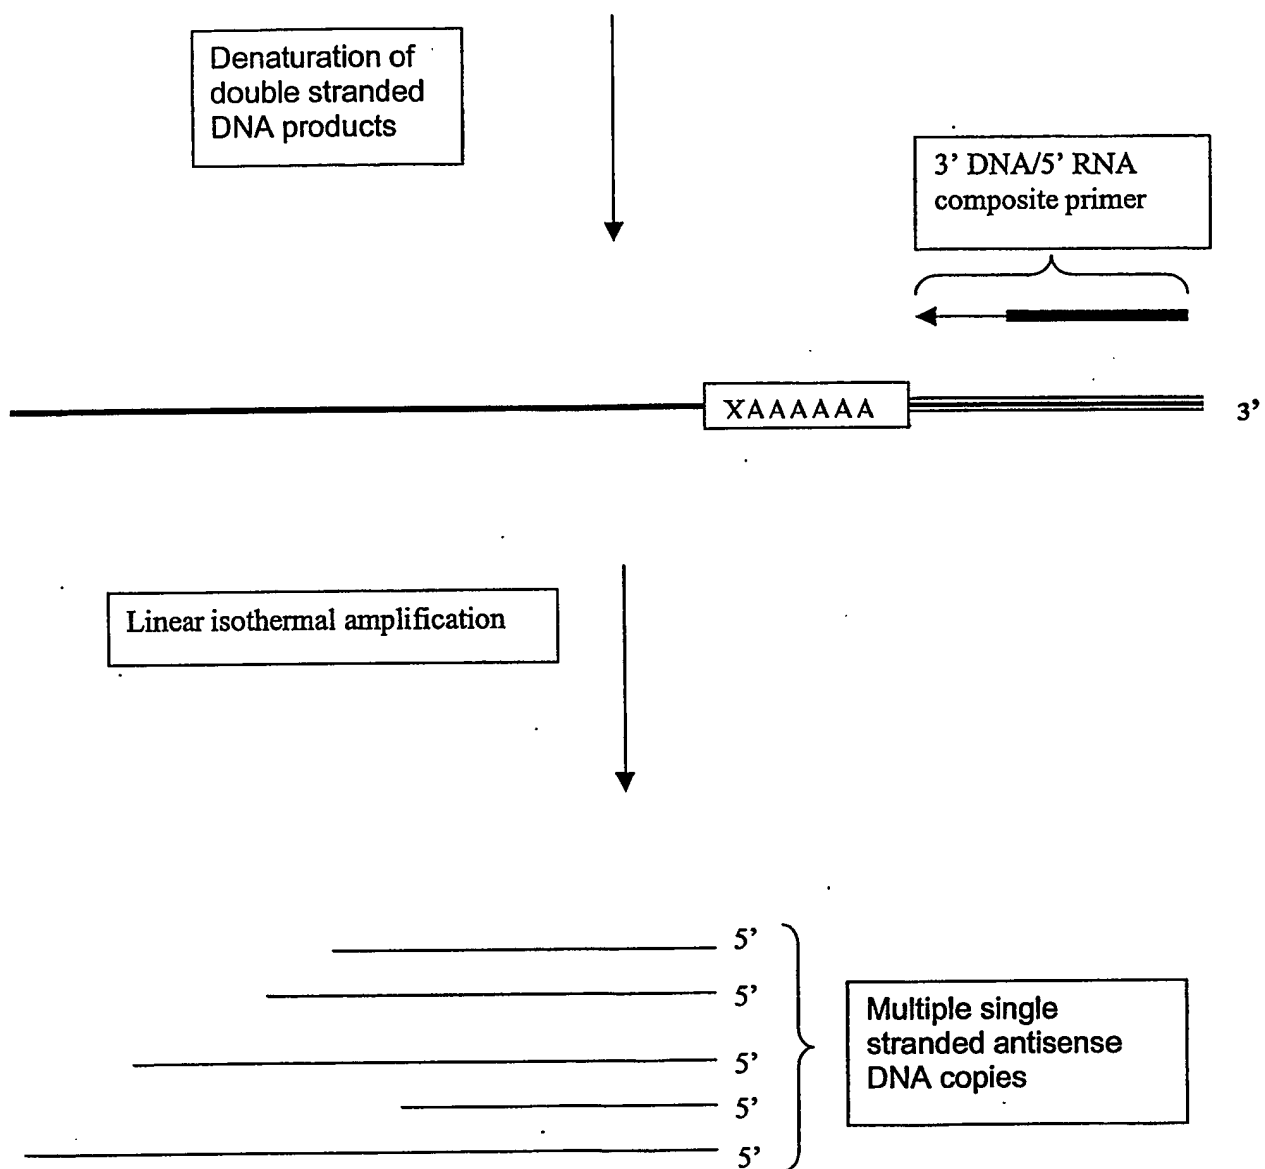 Denaturation of
double stranded
DNA products
3’ DNA/5’ RNA
composite primer
XAAAAAA
3’
Linear isothermal amplification
5’
5’
5’
5’
5’
Multiple single
stranded antisense
DNA copies